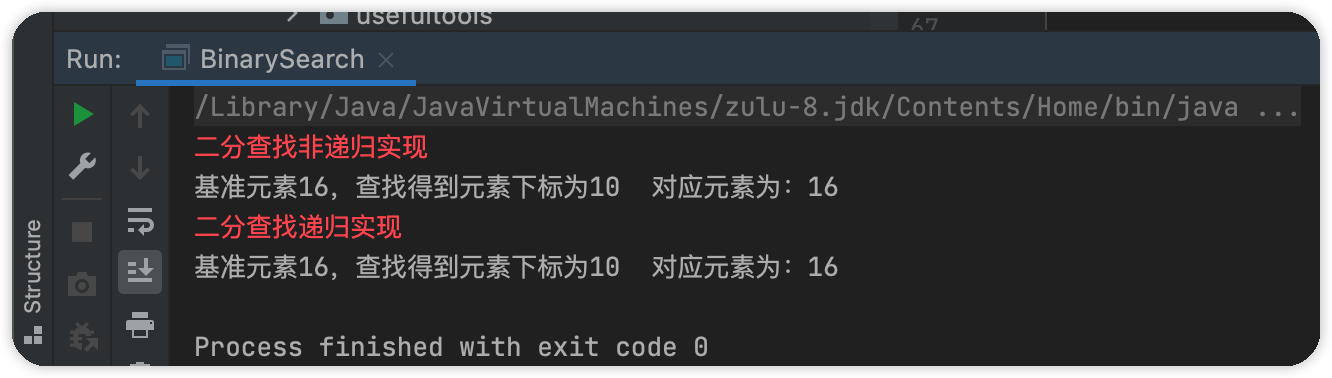 usefultools
67
Run:
BinarySearch
/Library/Java/JavaVirtualMachines/zulu-8.jdk/Contents/Home/bin/java ...
二分查找非递归实现
基准元素16，查找得到元素下标为10  对应元素为：16
二分查找递归实现
基准元素16，查找得到元素下标为10  对应元素为：16
Process finished with exit code 0
Structure